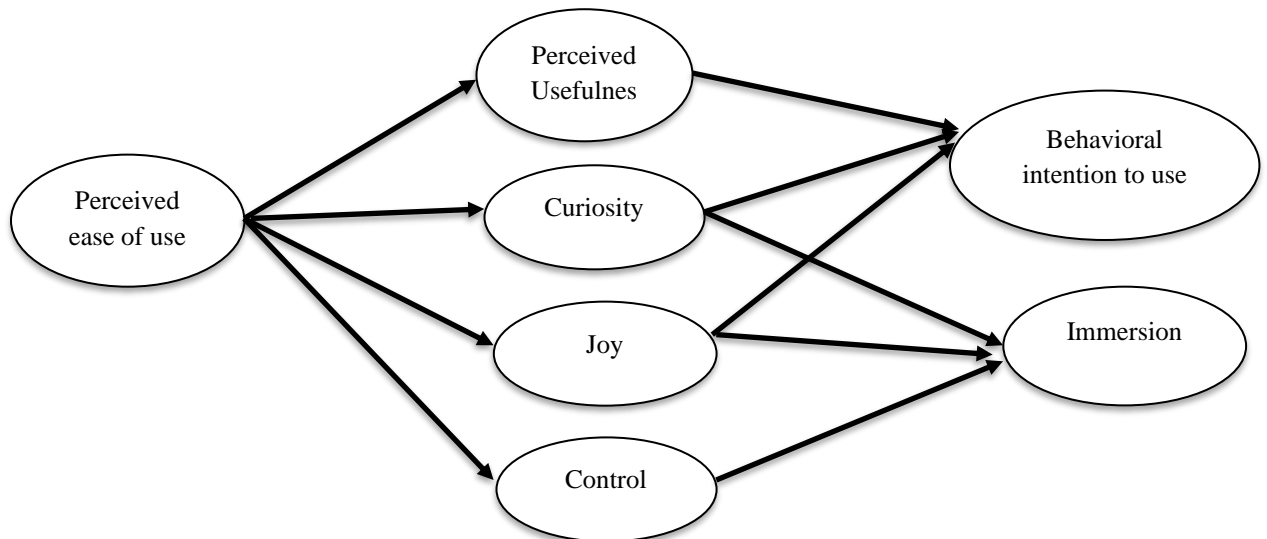 Perceived
ease of use
Perceived
Usefulnes
Curiosity
Joy
Control
Behavioral
intention to use
Immersion